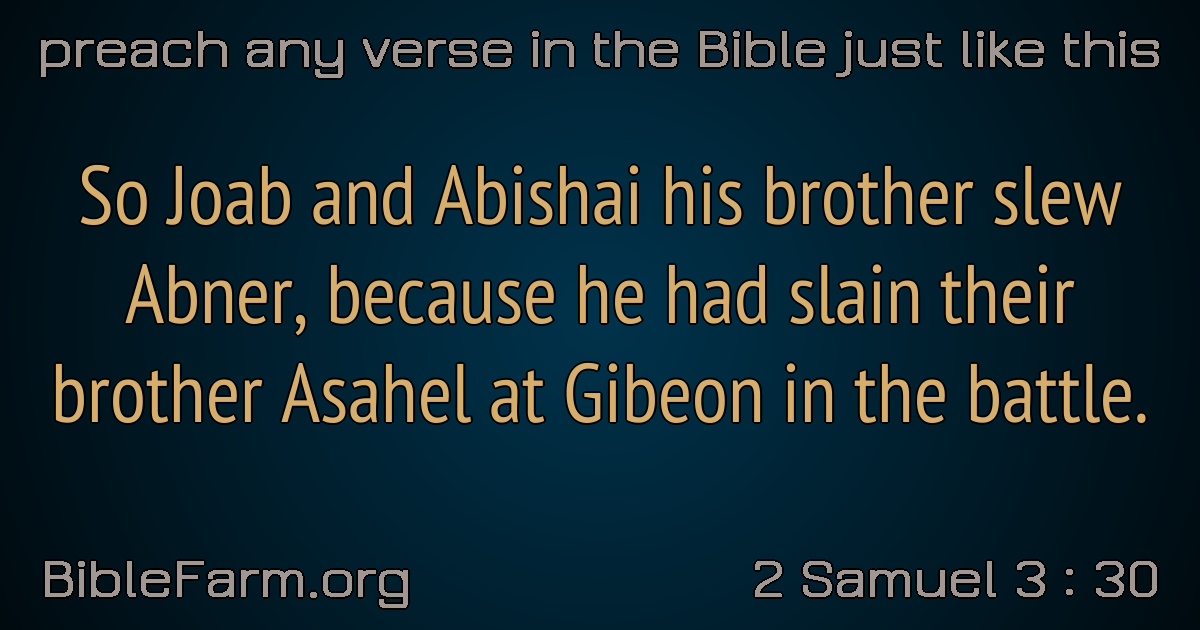 preach any verse in the Bible just like this
So Joab and Abishai his brother slew
Abner, because he had slain their
brother Asahel at Gibeon in the battle.
BibleFarm.org
2 Samuel 3 : 30